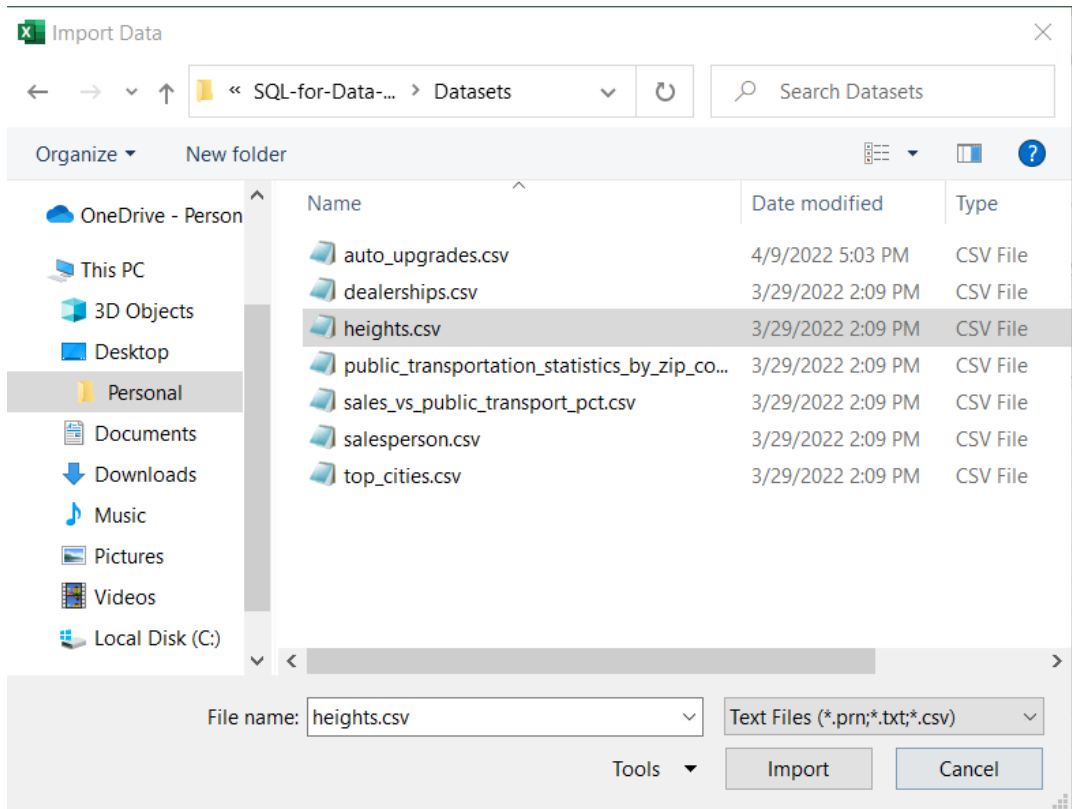 Import Data
« SQL-for-Data-... > Datasets
Search Datasets
Organize
New folder
?
Name
Date modified
Type
OneDrive - Person
This PC
3D Objects
Desktop
Personal
Documents
Downloads
Music
Pictures
Videos
Local Disk (C:)
auto_upgrades.csv 4/9/2022 5:03 PM CSV File
dealerships.csv 3/29/2022 2:09 PM CSV File
heights.csv 3/29/2022 2:09 PM CSV File
public_transportation_statistics_by_zip_co... 3/29/2022 2:09 PM CSV File
sales_vs_public_transport_pct.csv 3/29/2022 2:09 PM CSV File
salesperson.csv 3/29/2022 2:09 PM CSV File
top_cities.csv 3/29/2022 2:09 PM CSV File
File name: heights.csv
Text Files (*.prn;*.txt;*.csv)
Tools
Import
Cancel